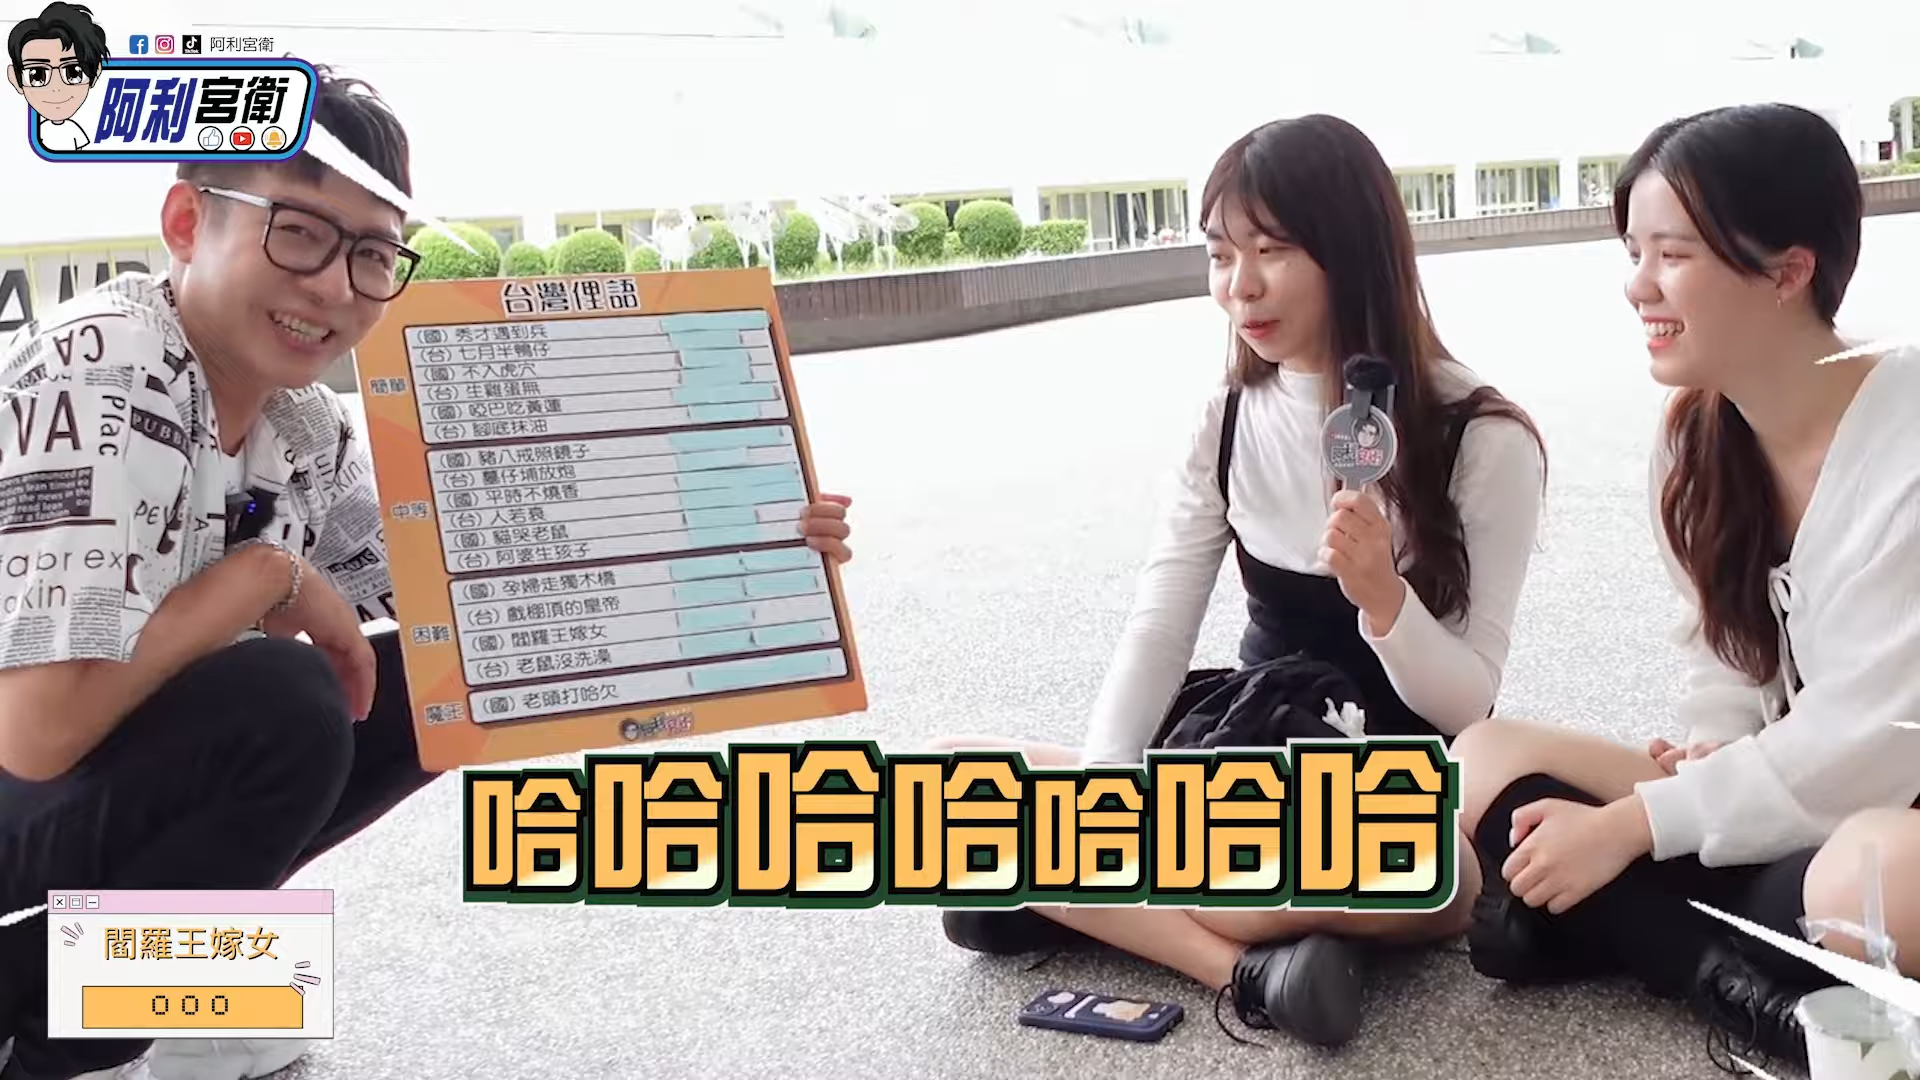 阿利宮衛
阿利宮衛
台灣俚語
簡單
(國) 秀才遇到兵
(台) 七月半鴨仔
(國) 不入虎穴
(台) 生雞蛋無
(國) 啞巴吃黃蓮
(台) 腳底抹油
中等
(國) 豬八戒照鏡子
(台) 墓仔埔放炮
(國) 平時不燒香
(台) 人若衰
(國) 貓哭老鼠
(台) 阿婆生孩子
困難
(國) 孕婦走獨木橋
(台) 戲棚頂的皇帝
(國) 閻羅王嫁女
(台) 老鼠沒洗澡
魔王
(國) 老頭打哈欠
阿利宮衛
哈哈哈哈哈哈哈
閻羅王嫁女
OOO